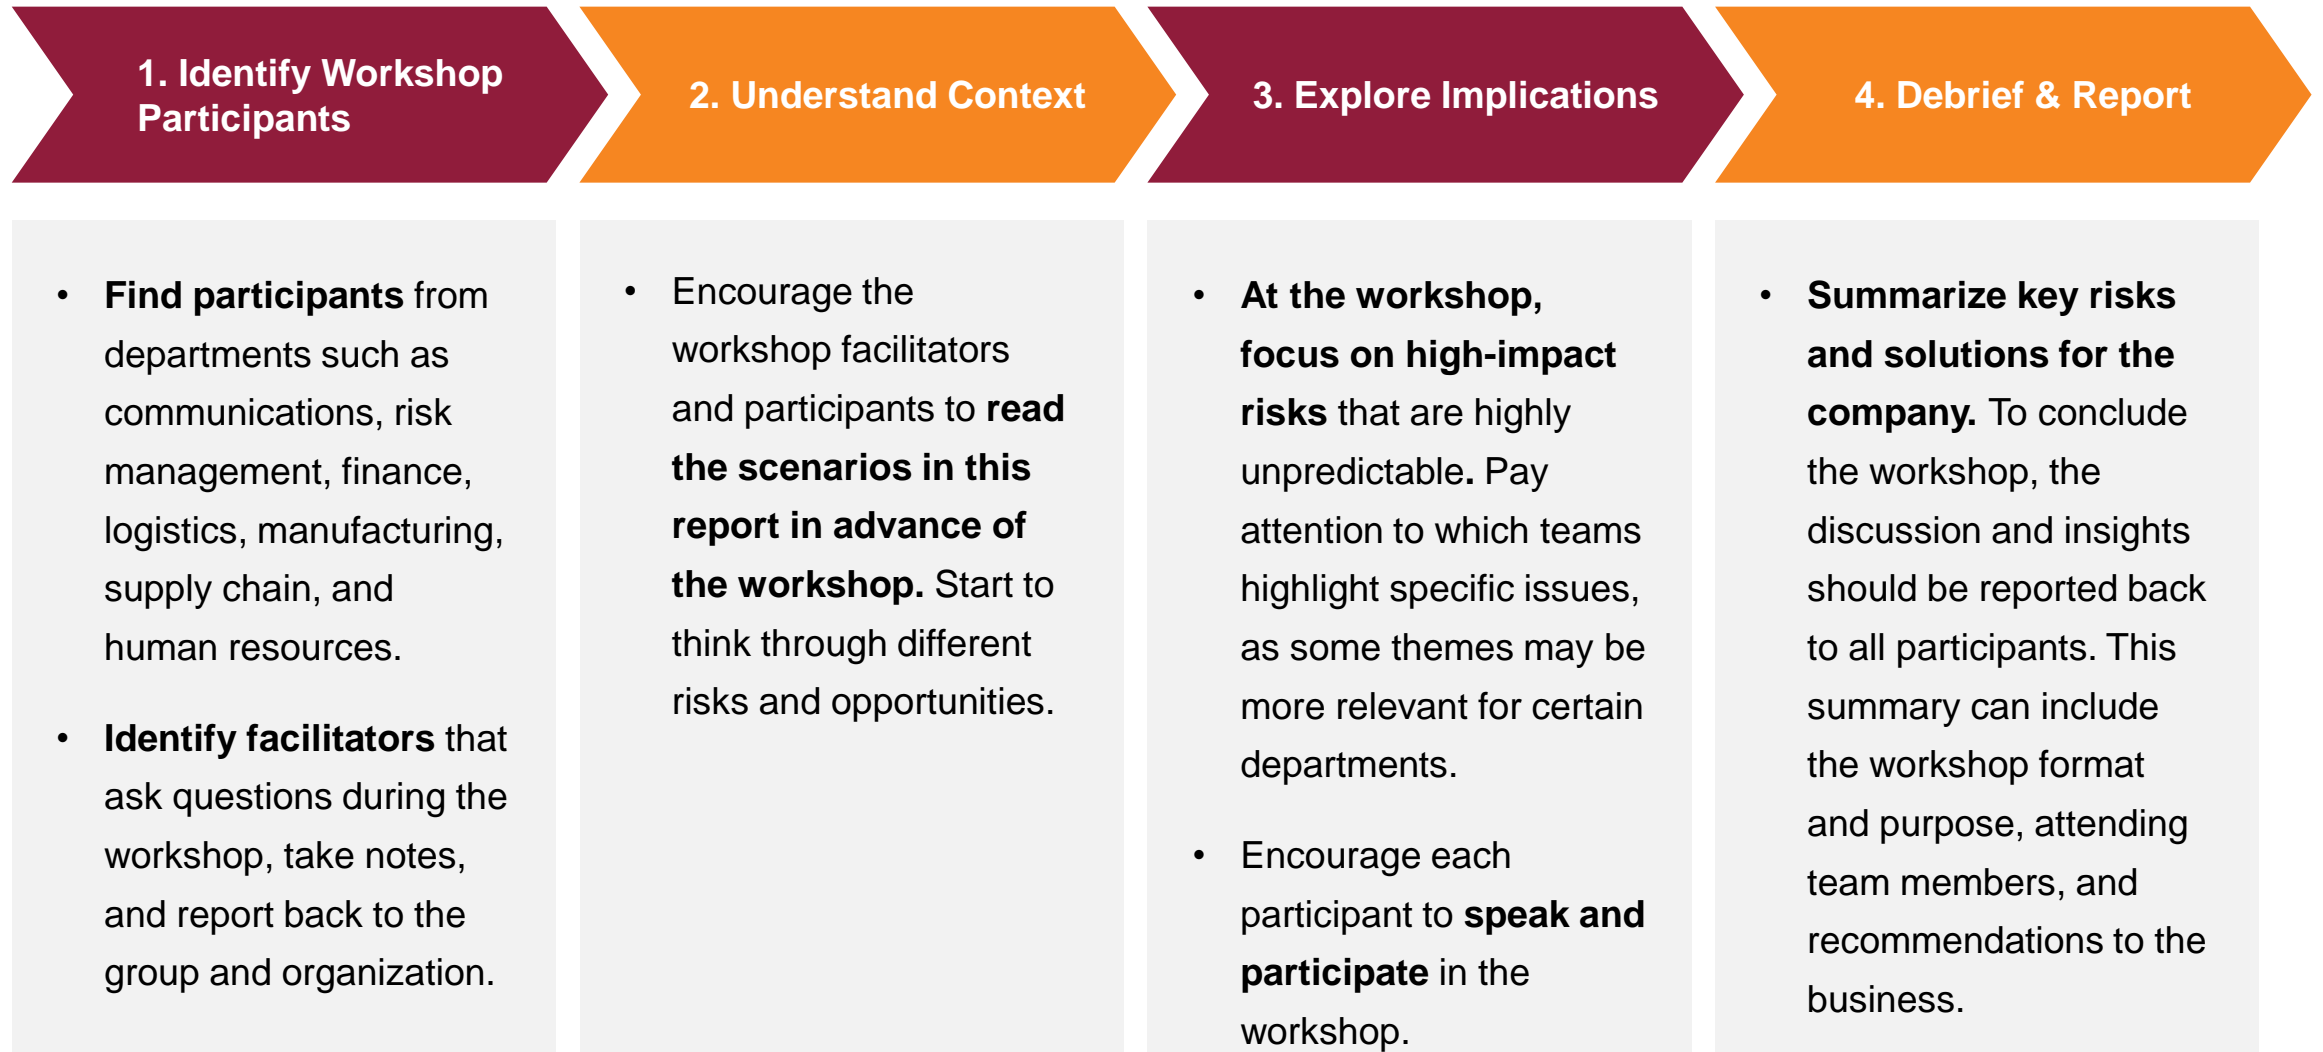 1. Identify Workshop
Participants
2. Understand Context
3. Explore Implications
4. Debrief & Report
• Find participants from
departments such as
communications, risk
management, finance,
logistics, manufacturing,
supply chain, and
human resources.
• Identify facilitators that
ask questions during the
workshop, take notes,
and report back to the
group and organization.
• Encourage the
workshop facilitators
and participants to read
the scenarios in this
report in advance of
the workshop. Start to
think through different
risks and opportunities.
• At the workshop,
focus on high-impact
risks that are highly
unpredictable. Pay
attention to which teams
highlight specific issues,
as some themes may be
more relevant for certain
departments.
• Encourage each
participant to speak and
participate in the
workshop.
• Summarize key risks
and solutions for the
company. To conclude
the workshop, the
discussion and insights
should be reported back
to all participants. This
summary can include
the workshop format
and purpose, attending
team members, and
recommendations to the
business.